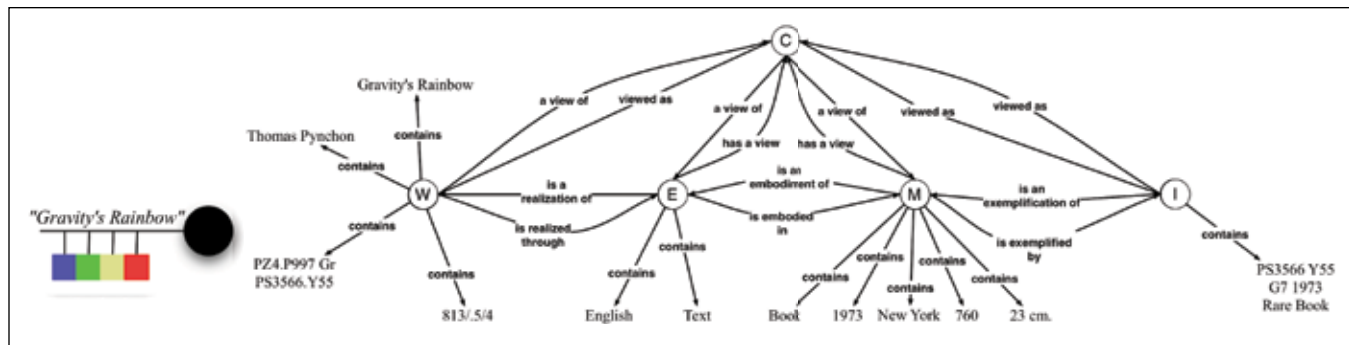 C
Gravity's Rainbow
a view of
viewed as
a view of
a view of
viewed as
viewed as
Thomas Pynchon
contains
contains
has a view
has a view
W
E
M
I
is a
realization of
is an
embodiment of
is an
exemplification of
"Gravity's Rainbow"
contains
is realized
through
is emboded
in
is exemplified
by
contains
contains
PZ4.P997 Gr
PS3566.Y55
contains
contains
contains
contains
contains
contains
contains
PS3566 Y55
G7 1973
Rare Book
813/.5/4
English
Text
Book
1973
New York
760
23 cm.